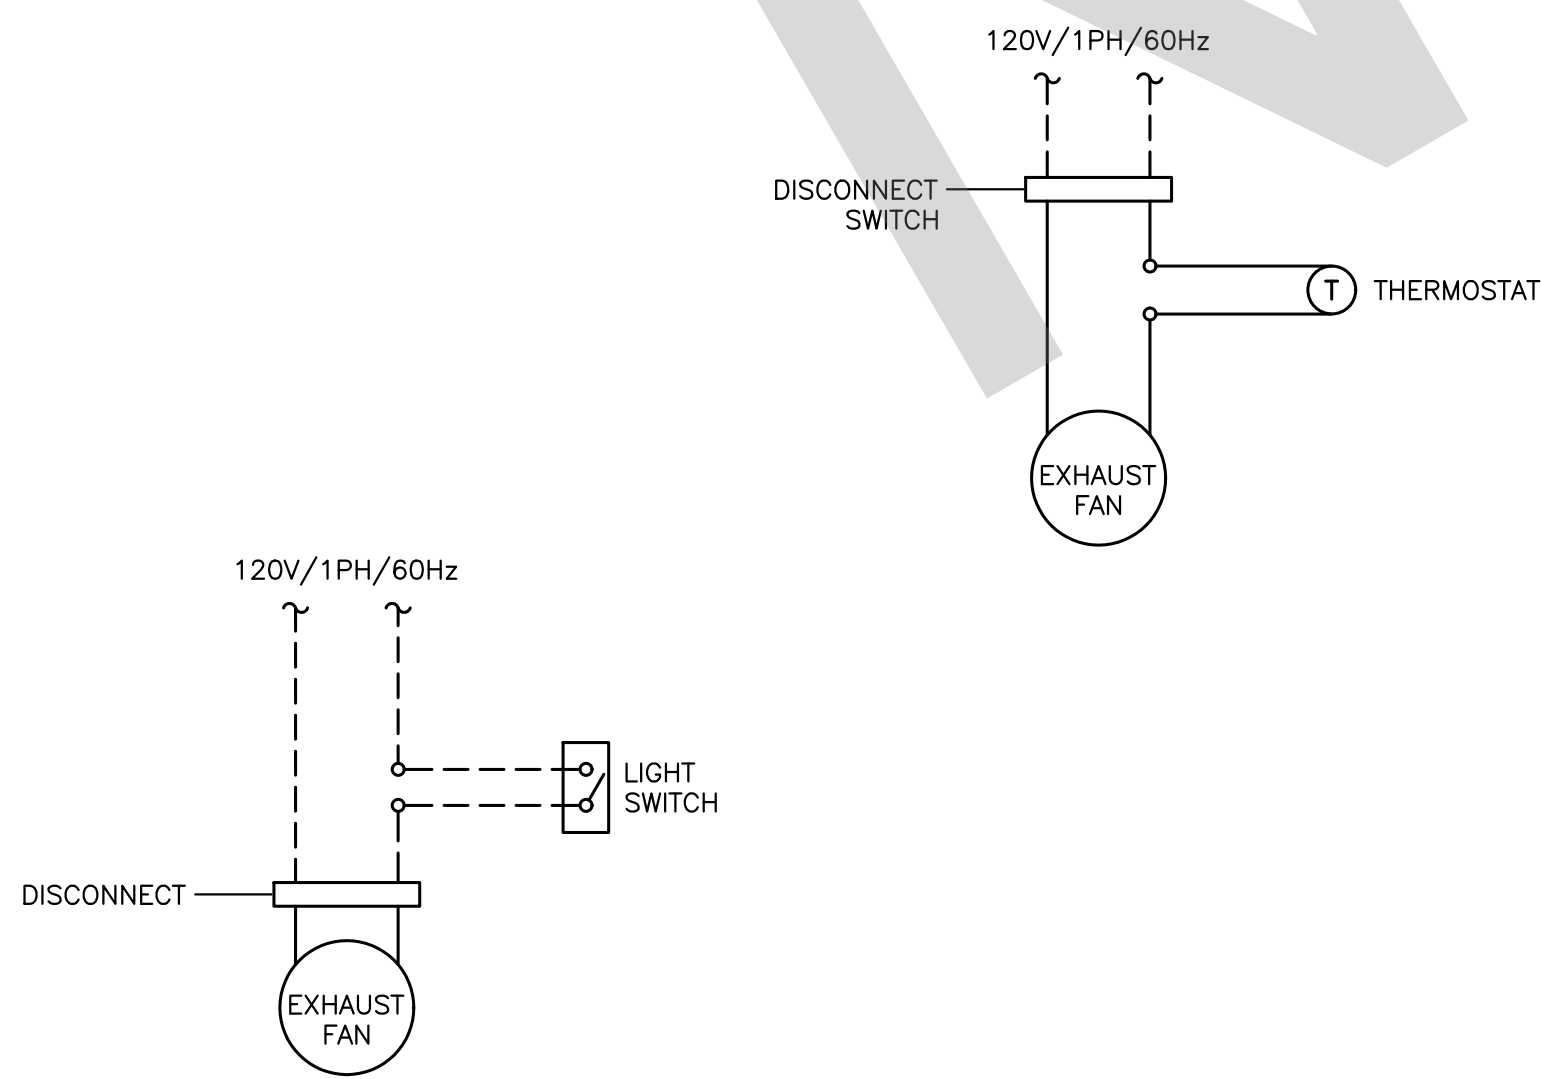 120V/1PH/60Hz
DISCONNECT
SWITCH
T
THERMOSTAT
EXHAUST
FAN
120V/1PH/60Hz
LIGHT
SWITCH
DISCONNECT
EXHAUST
FAN